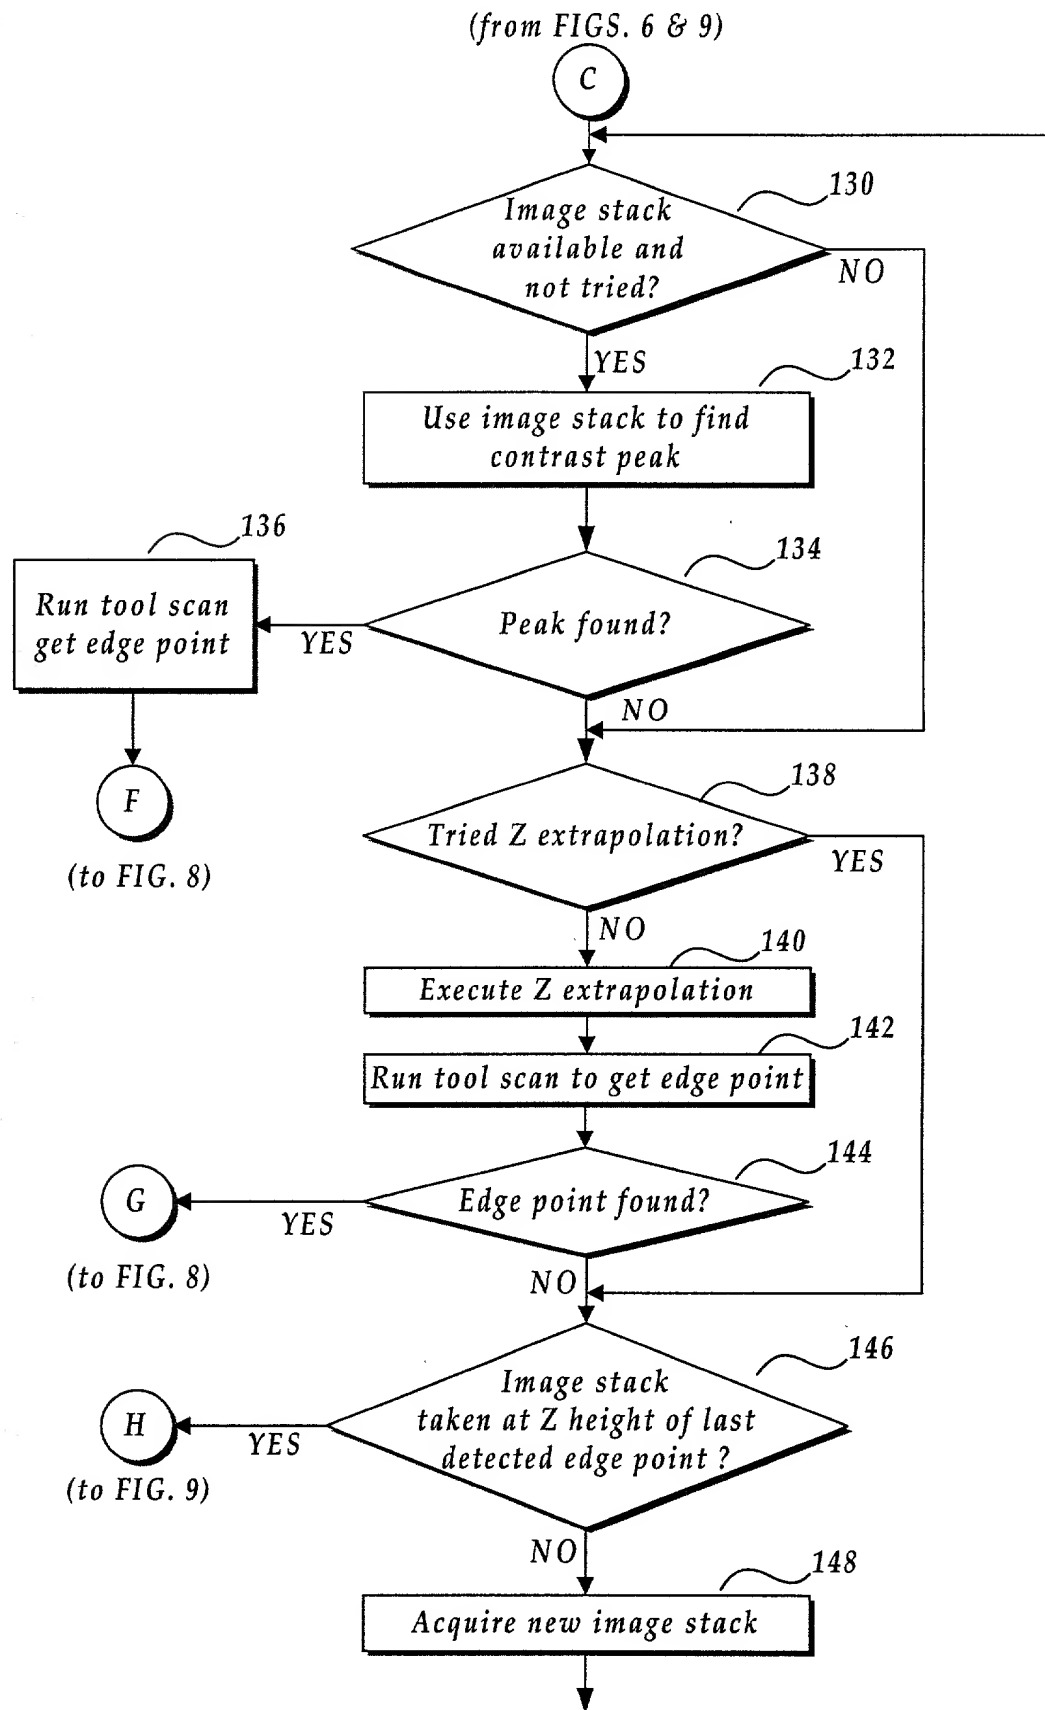 (from FIGS. 6 & 9)
C
130
Image stack
available and
not tried?
NO
YES
132
Use image stack to find
contrast peak
136
134
Run tool scan
get edge point
YES
Peak found?
NO
F
(to FIG. 8)
138
Tried Z extrapolation?
YES
NO
140
Execute Z extrapolation
142
Run tool scan to get edge point
144
G
YES
Edge point found?
(to FIG. 8)
NO
146
Image stack
taken at Z height of last
detected edge point ?
H
YES
(to FIG. 9)
NO
148
Acquire new image stack